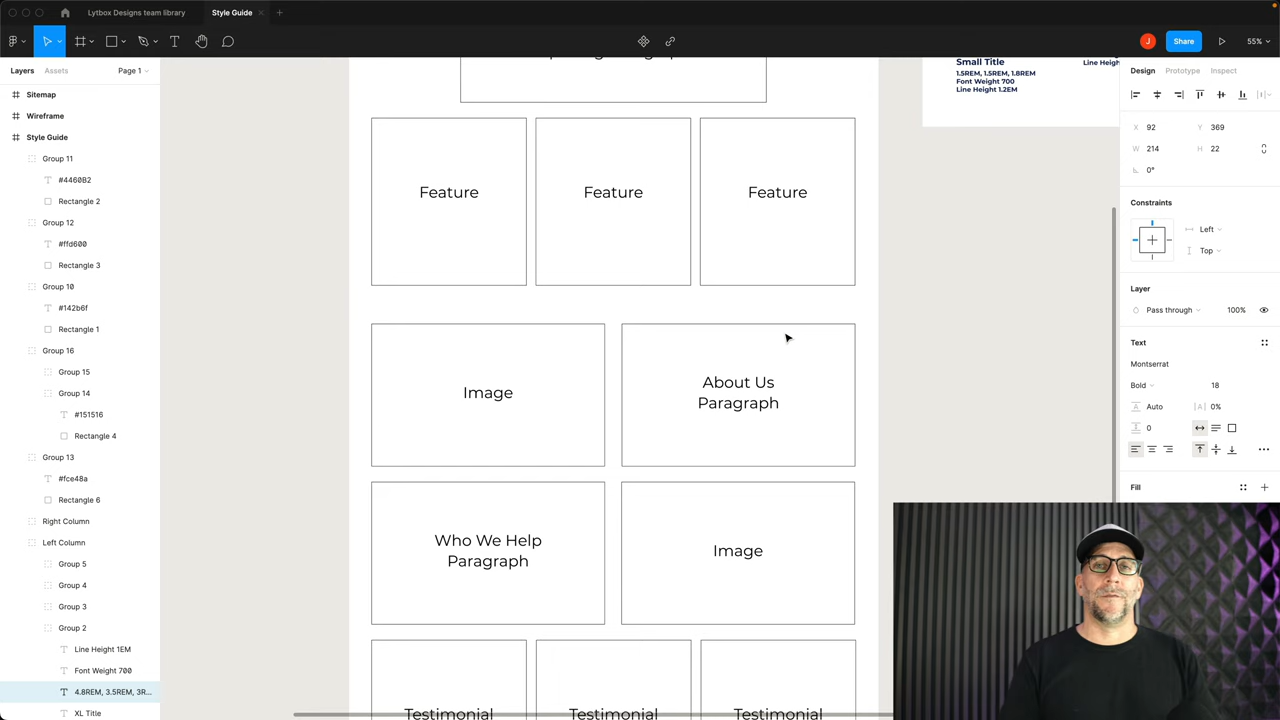 Lytbox Designs team library
Style Guide
Share
55%
Layers
Assets
Page 1
Sitemap
Wireframe
Style Guide
Group 11
#4460B2
Rectangle 2
Group 12
#ffd600
Rectangle 3
Group 10
#142b6f
Rectangle 1
Group 16
Group 15
Group 14
#151516
Rectangle 4
Group 13
#fce48a
Rectangle 6
Right Column
Left Column
Group 5
Group 4
Group 3
Group 2
Line Height 1EM
Font Weight 700
4.8REM, 3.5REM, 3R...
XL Title
Feature
Feature
Feature
Image
About Us
Paragraph
Who We Help
Paragraph
Image
Testimonial
Testimonial
Testimonial
Small Title
1.5REM, 1.5REM, 1.8REM
Font Weight 700
Line Height 1.2EM
Line Heigh
J
Design
Prototype
Inspect
X 92
Y 369
W 214
H 22
0°
Constraints
Left
Top
Layer
Pass through
100%
Text
Montserrat
Bold
18
Auto
|A| 0%
0
Fill